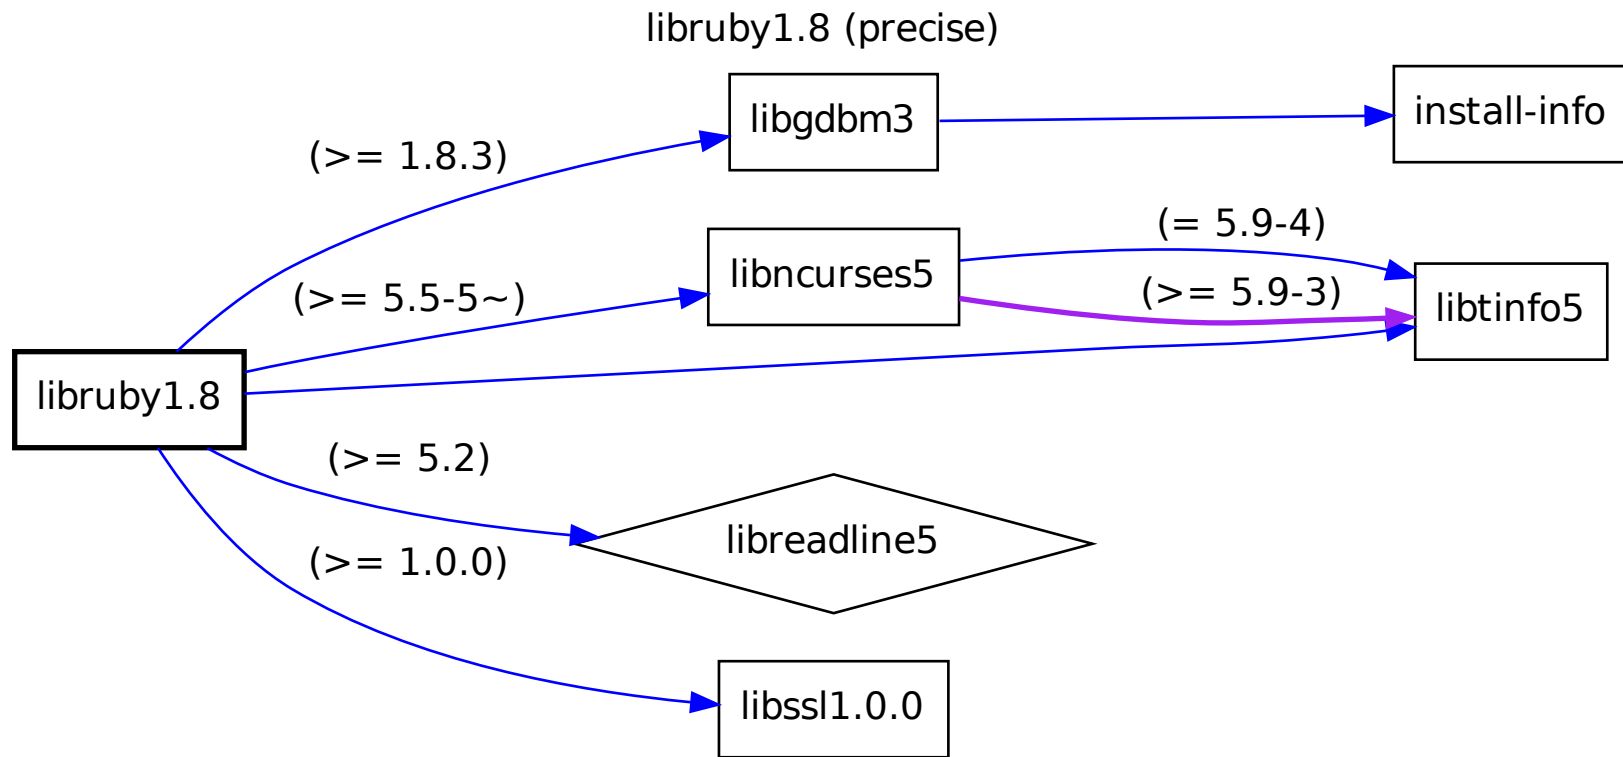 libruby1.8 (precise)
libgdbm3
install-info
(>= 1.8.3)
(= 5.9-4)
libncurses5
(>= 5.5-5~)
(>= 5.9-3)
libtinfo5
libruby1.8
(>= 5.2)
libreadline5
(>= 1.0.0)
libssl1.0.0